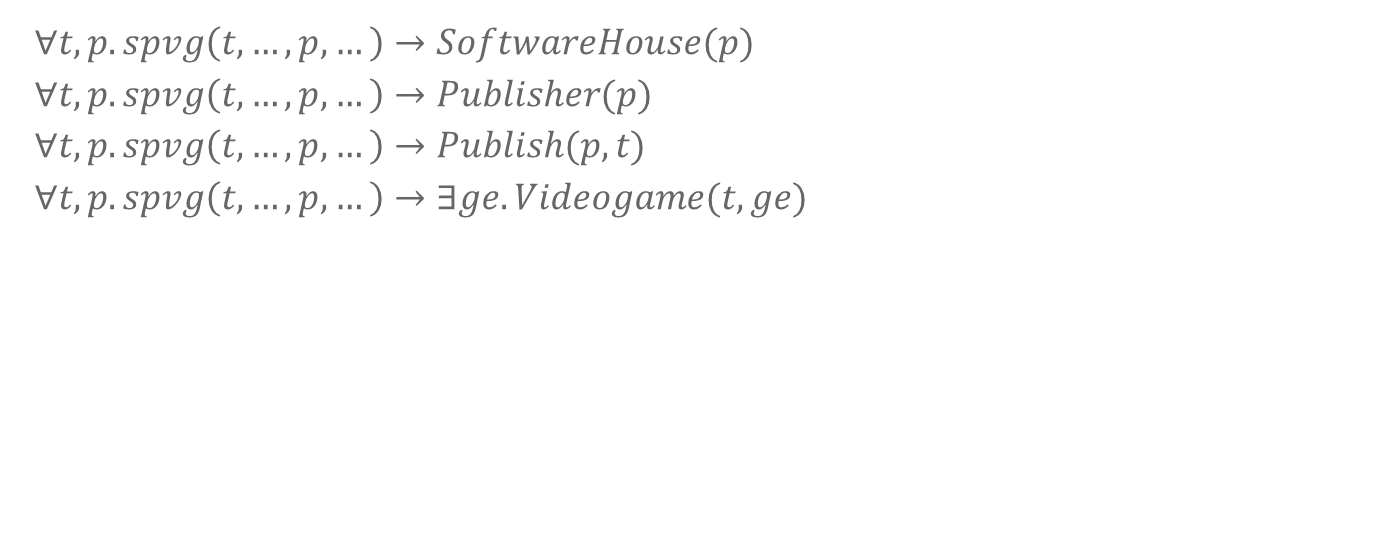 ∀t, p. spvg(t, … , p, … ) → SoftwareHouse(p)
∀t, p. spvg(t, … , p, … ) → Publisher(p)
∀t, p. spvg(t, … , p, … ) → Publish(p, t)
∀t, p. spvg(t, … , p, … ) → ∃ge. Videogame(t, ge)